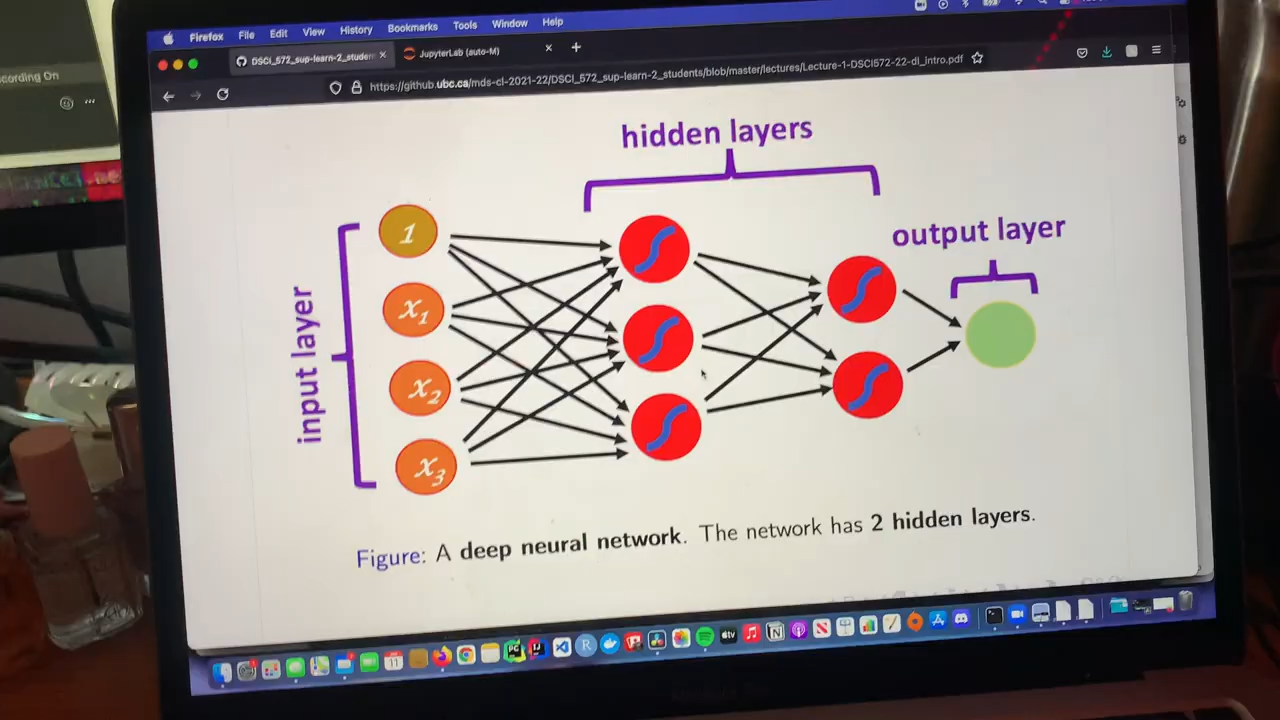 cording On
Firefox File Edit View History Bookmarks Tools Window Help
DSCI_572_sup-learn-2_studen
JupyterLab (auto-M)
https://github.ubc.ca/mds-cl-2021-22/DSCI_572_sup-learn-2_students/blob/master/lectures/Lecture-1-DSCI572-22-dl_intro.pdf
hidden layers
output layer
input layer
1
x1
x2
x3
Figure: A deep neural network. The network has 2 hidden layers.